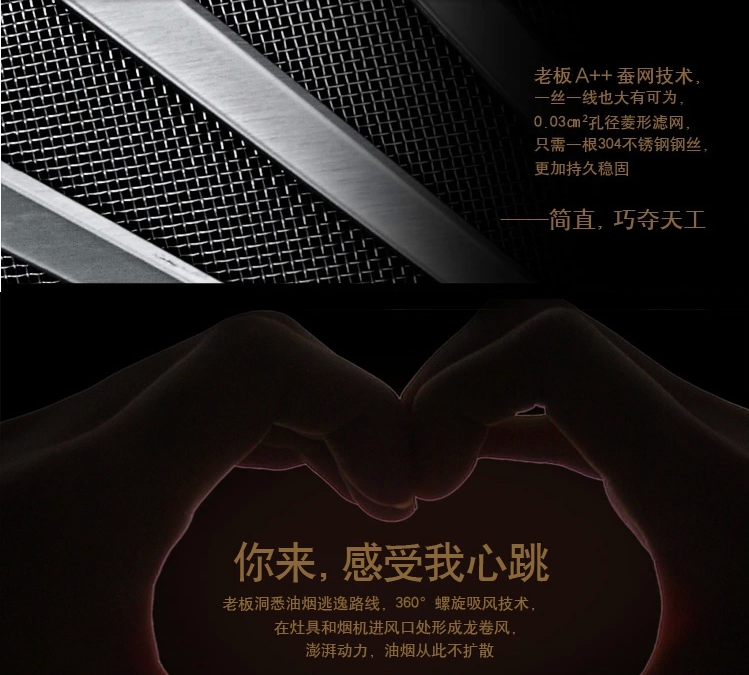 老板 A++ 蚕网技术，
一丝一线也大有可为，
0.03㎝²孔径菱形滤网，
只需一根304不锈钢钢丝，
更加持久稳固
——简直，巧夺天工
你来，感受我心跳
老板洞悉油烟逃逸路线，360°螺旋吸风技术，
在灶具和烟机进风口处形成龙卷风，
澎湃动力，油烟从此不扩散